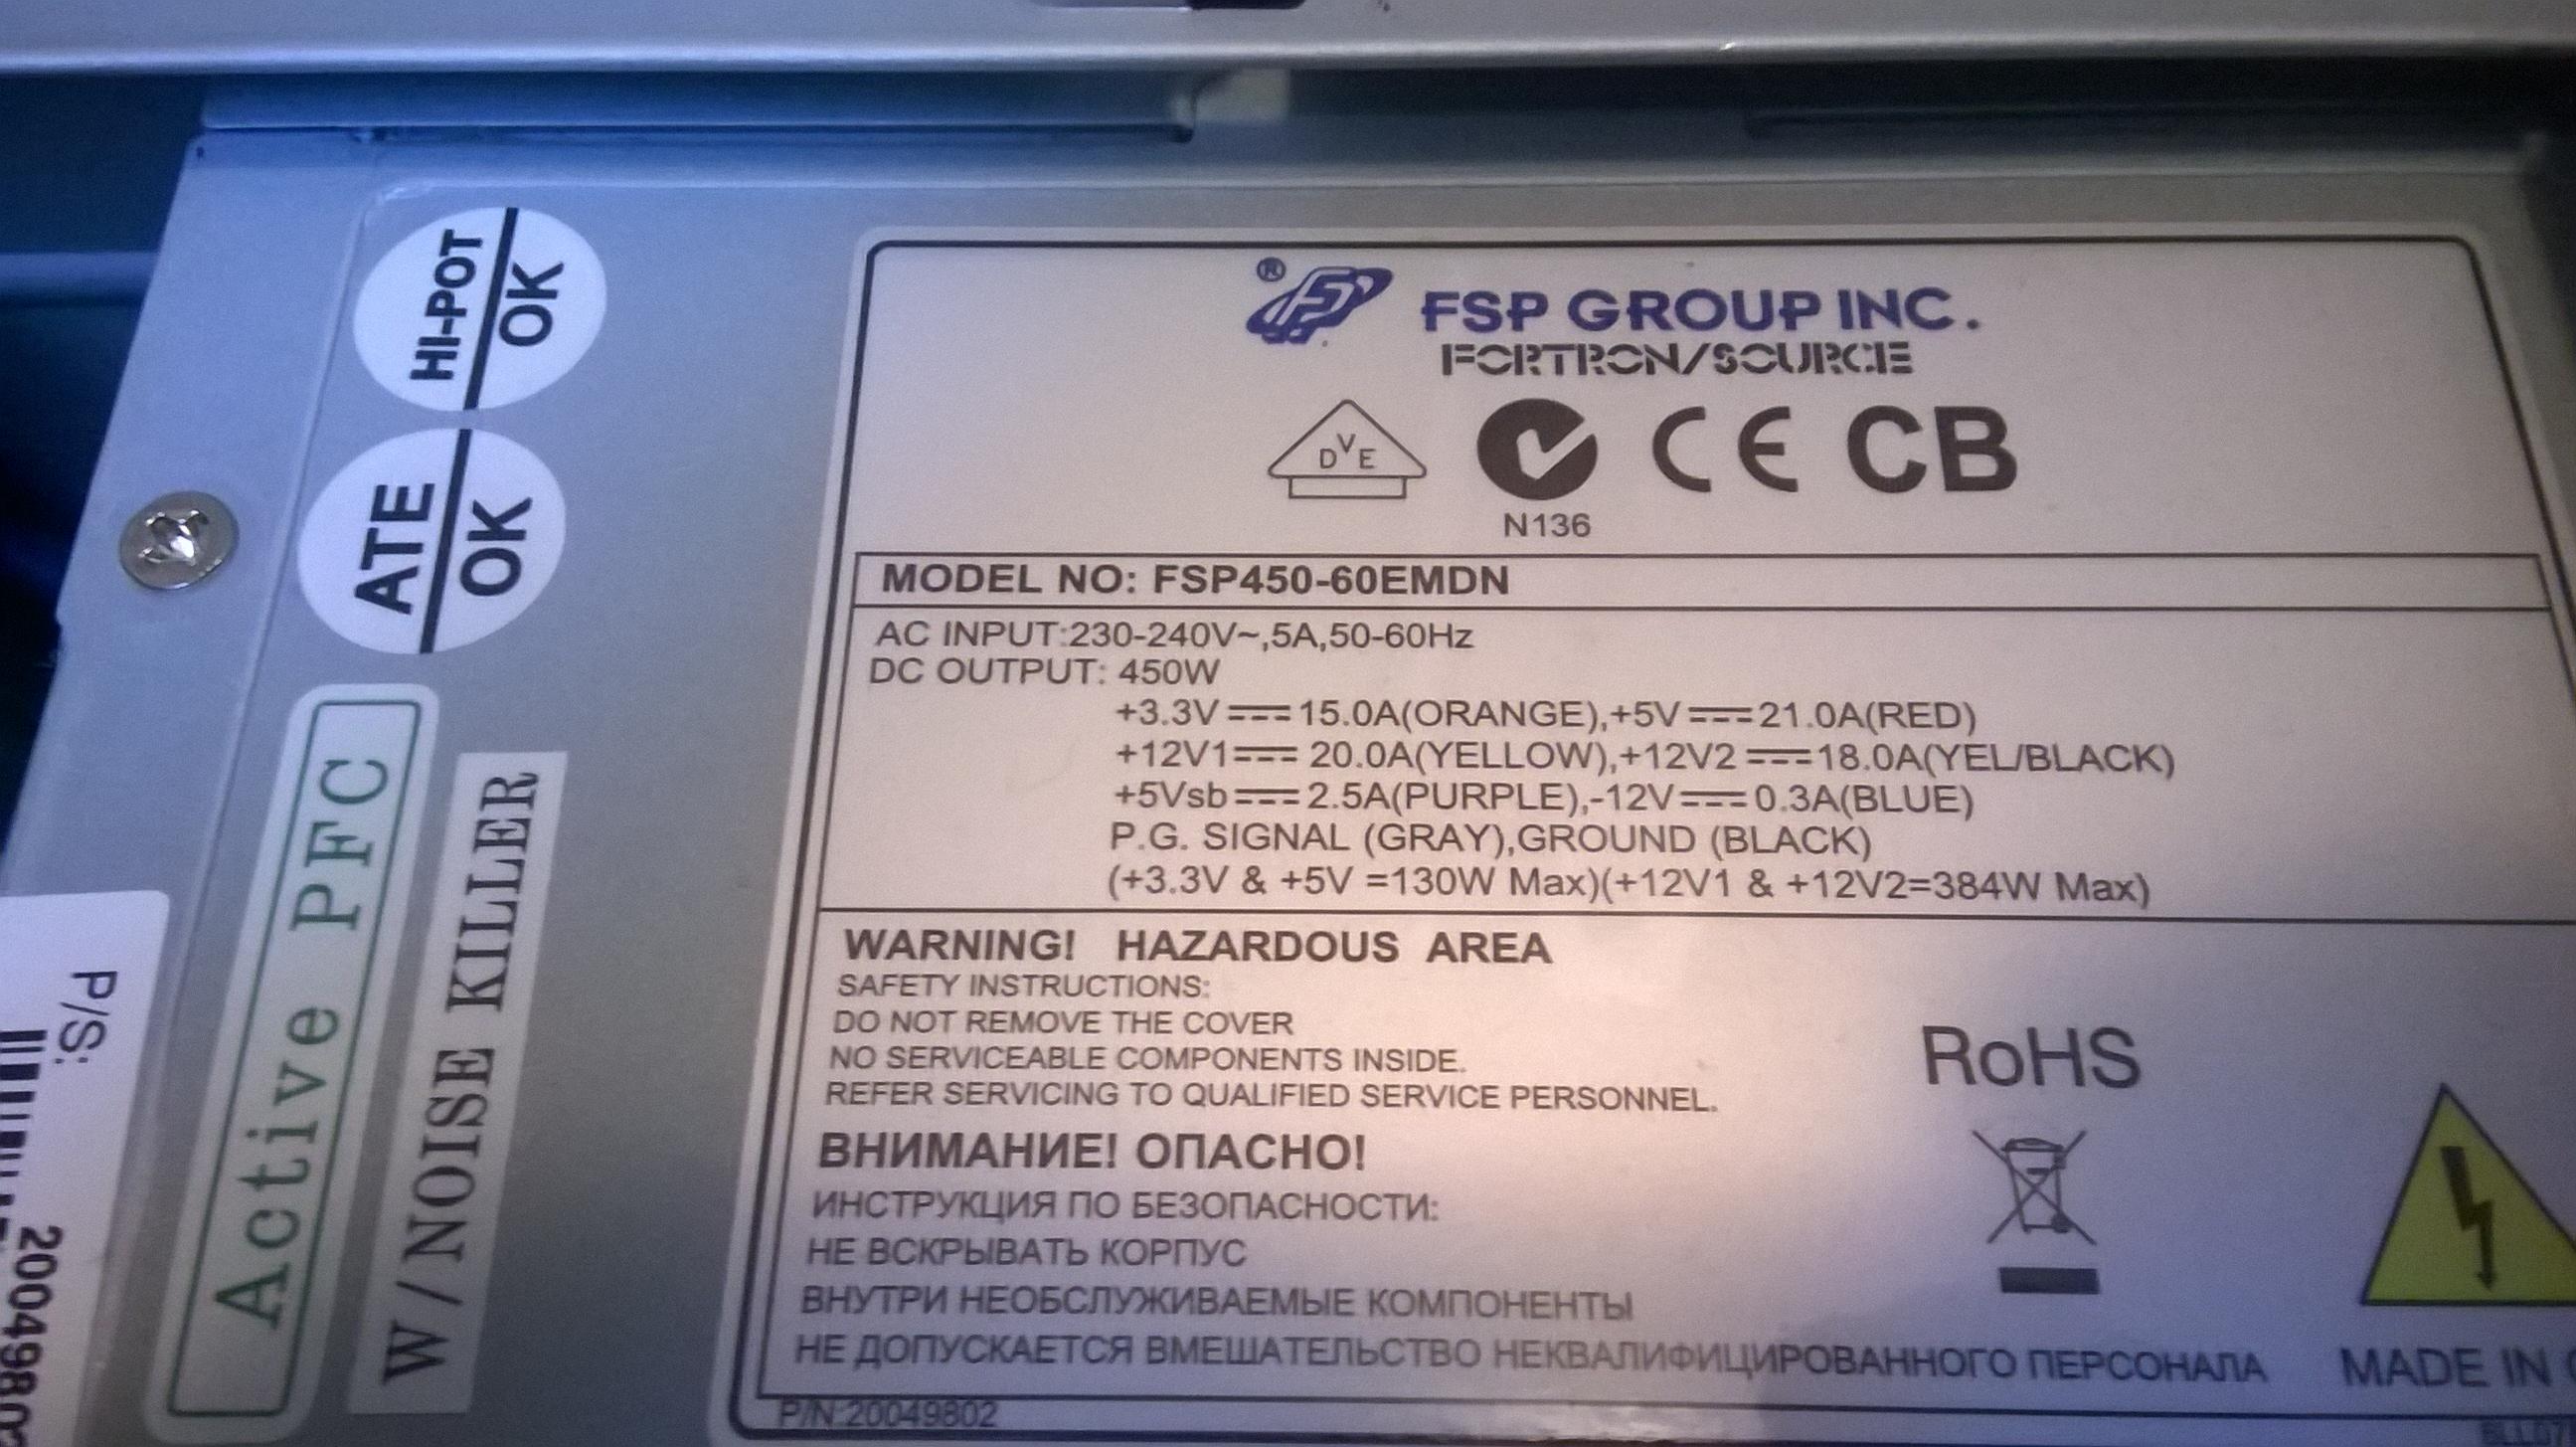 HI-POT
OK
ATE
OK
Active PFC
W/NOISE KILLER
P/S:
®
FSP GROUP INC.
FORTRON/SOURCE
DVE
CE CB
N136
MODEL NO: FSP450-60EMDN
AC INPUT:230-240V~,5A,50-60Hz
DC OUTPUT: 450W
+3.3V⎓15.0A(ORANGE),+5V⎓21.0A(RED)
+12V1⎓20.0A(YELLOW),+12V2⎓18.0A(YEL/BLACK)
+5Vsb⎓2.5A(PURPLE),-12V⎓0.3A(BLUE)
P.G. SIGNAL (GRAY),GROUND (BLACK)
(+3.3V & +5V =130W Max)(+12V1 & +12V2=384W Max)
WARNING! HAZARDOUS AREA
SAFETY INSTRUCTIONS:
DO NOT REMOVE THE COVER
NO SERVICEABLE COMPONENTS INSIDE.
REFER SERVICING TO QUALIFIED SERVICE PERSONNEL.
RoHS
ВНИМАНИЕ! ОПАСНО!
ИНСТРУКЦИЯ ПО БЕЗОПАСНОСТИ:
НЕ ВСКРЫВАТЬ КОРПУС
ВНУТРИ НЕОБСЛУЖИВАЕМЫЕ КОМПОНЕНТЫ
НЕ ДОПУСКАЕТСЯ ВМЕШАТЕЛЬСТВО НЕКВАЛИФИЦИРОВАННОГО ПЕРСОНАЛА
MADE IN
P/N:20049802